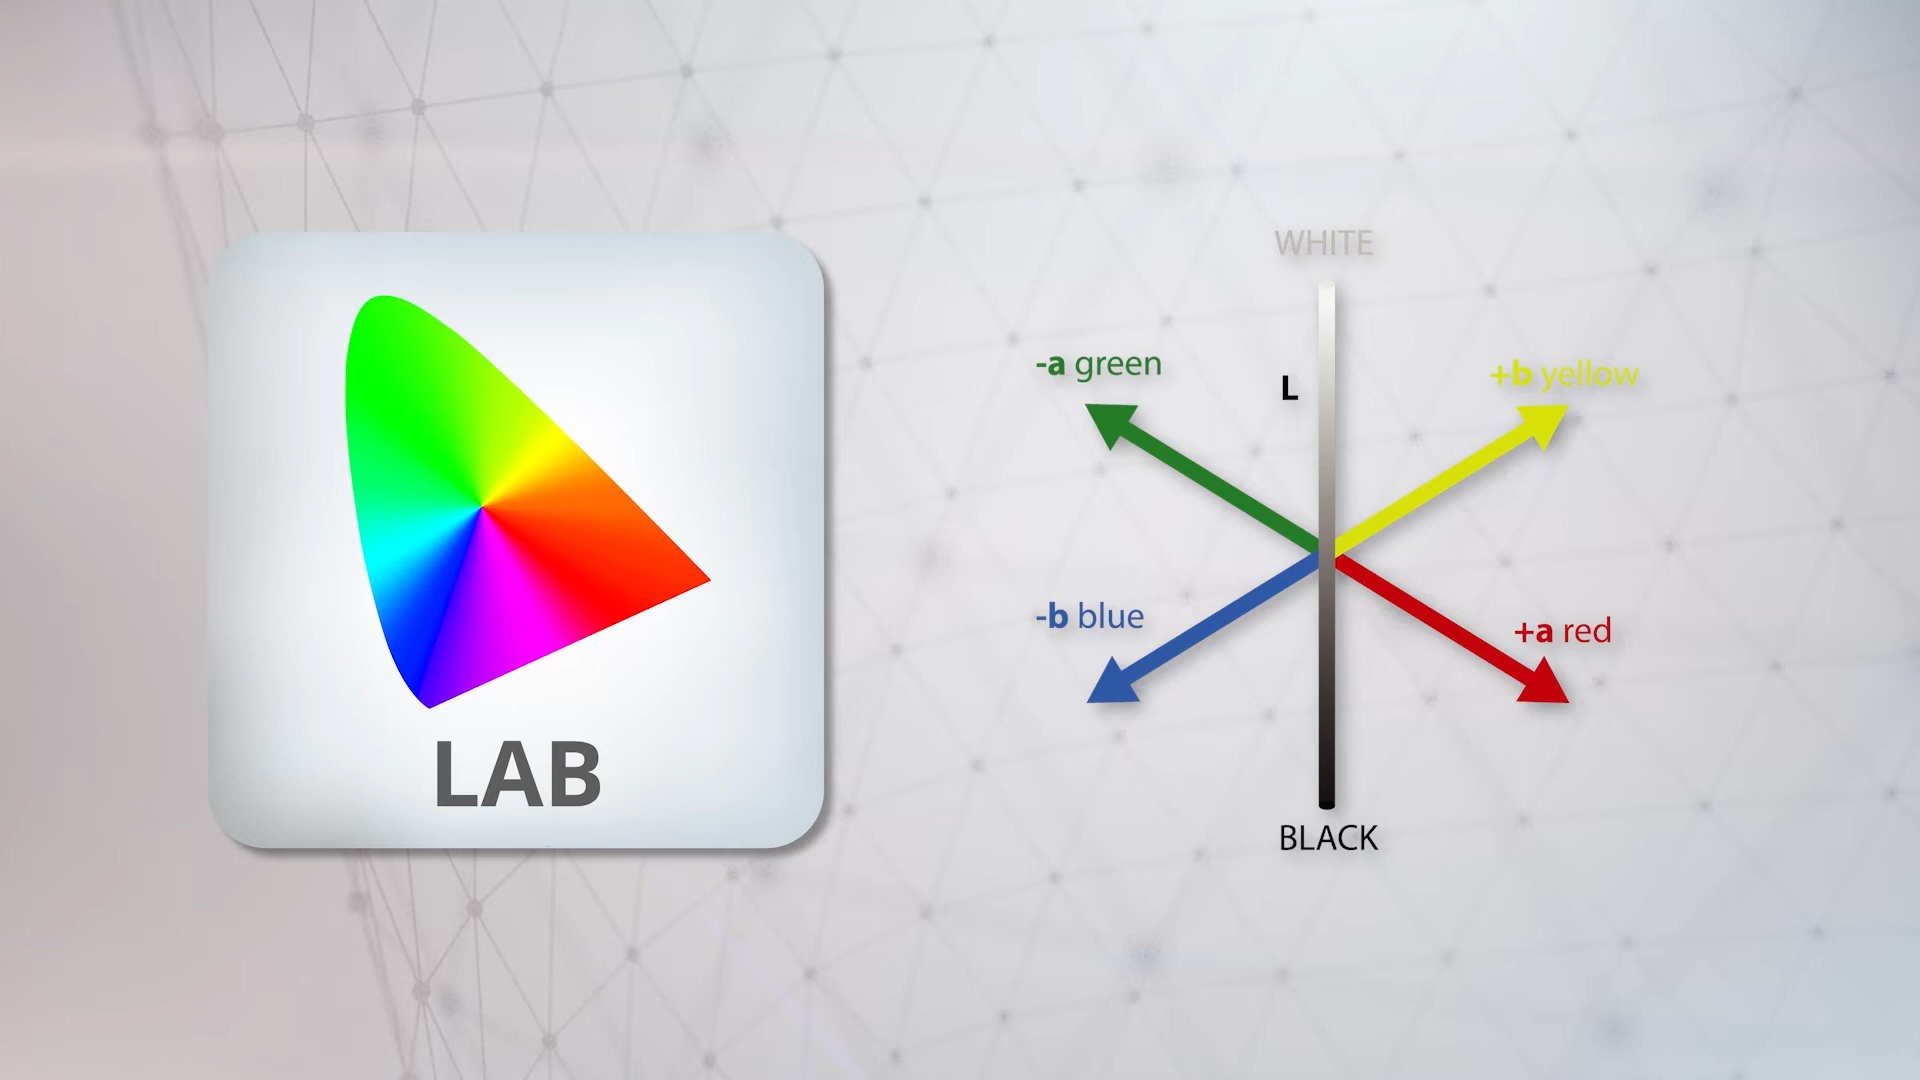 LAB
WHITE
L
-a green
+b yellow
-b blue
+a red
BLACK